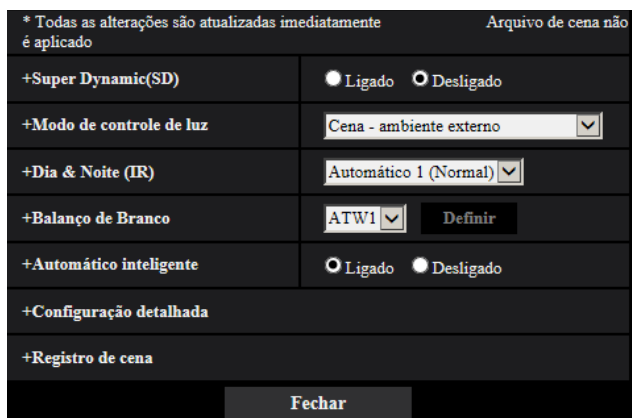 * Todas as alterações são atualizadas imediatamente Arquivo de cena não
é aplicado
+Super Dynamic(SD) Ligado Desligado
+Modo de controle de luz Cena - ambiente externo
+Dia & Noite (IR) Automático 1 (Normal)
+Balanço de Branco ATW1 Definir
+Automático inteligente Ligado Desligado
+Configuração detalhada
+Registro de cena
Fechar